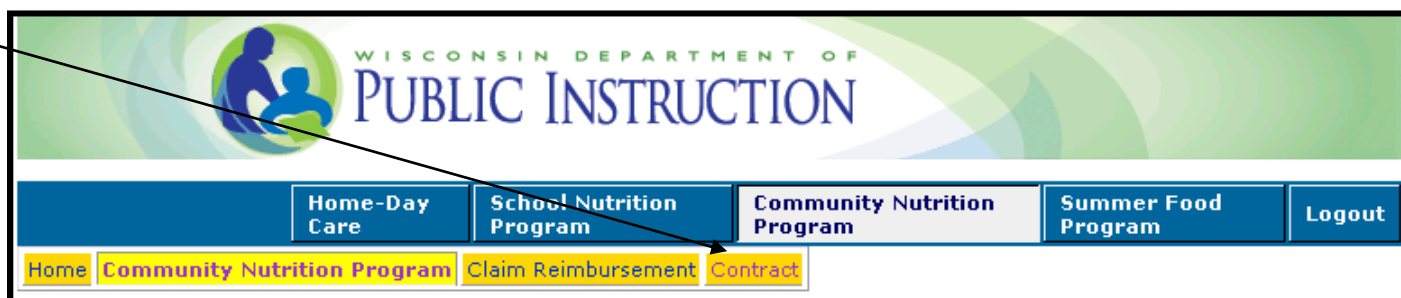 WISCONSIN DEPARTMENT OF
PUBLIC INSTRUCTION
Home-Day Care School Nutrition Program Community Nutrition Program Summer Food Program Logout
Home Community Nutrition Program Claim Reimbursement Contract